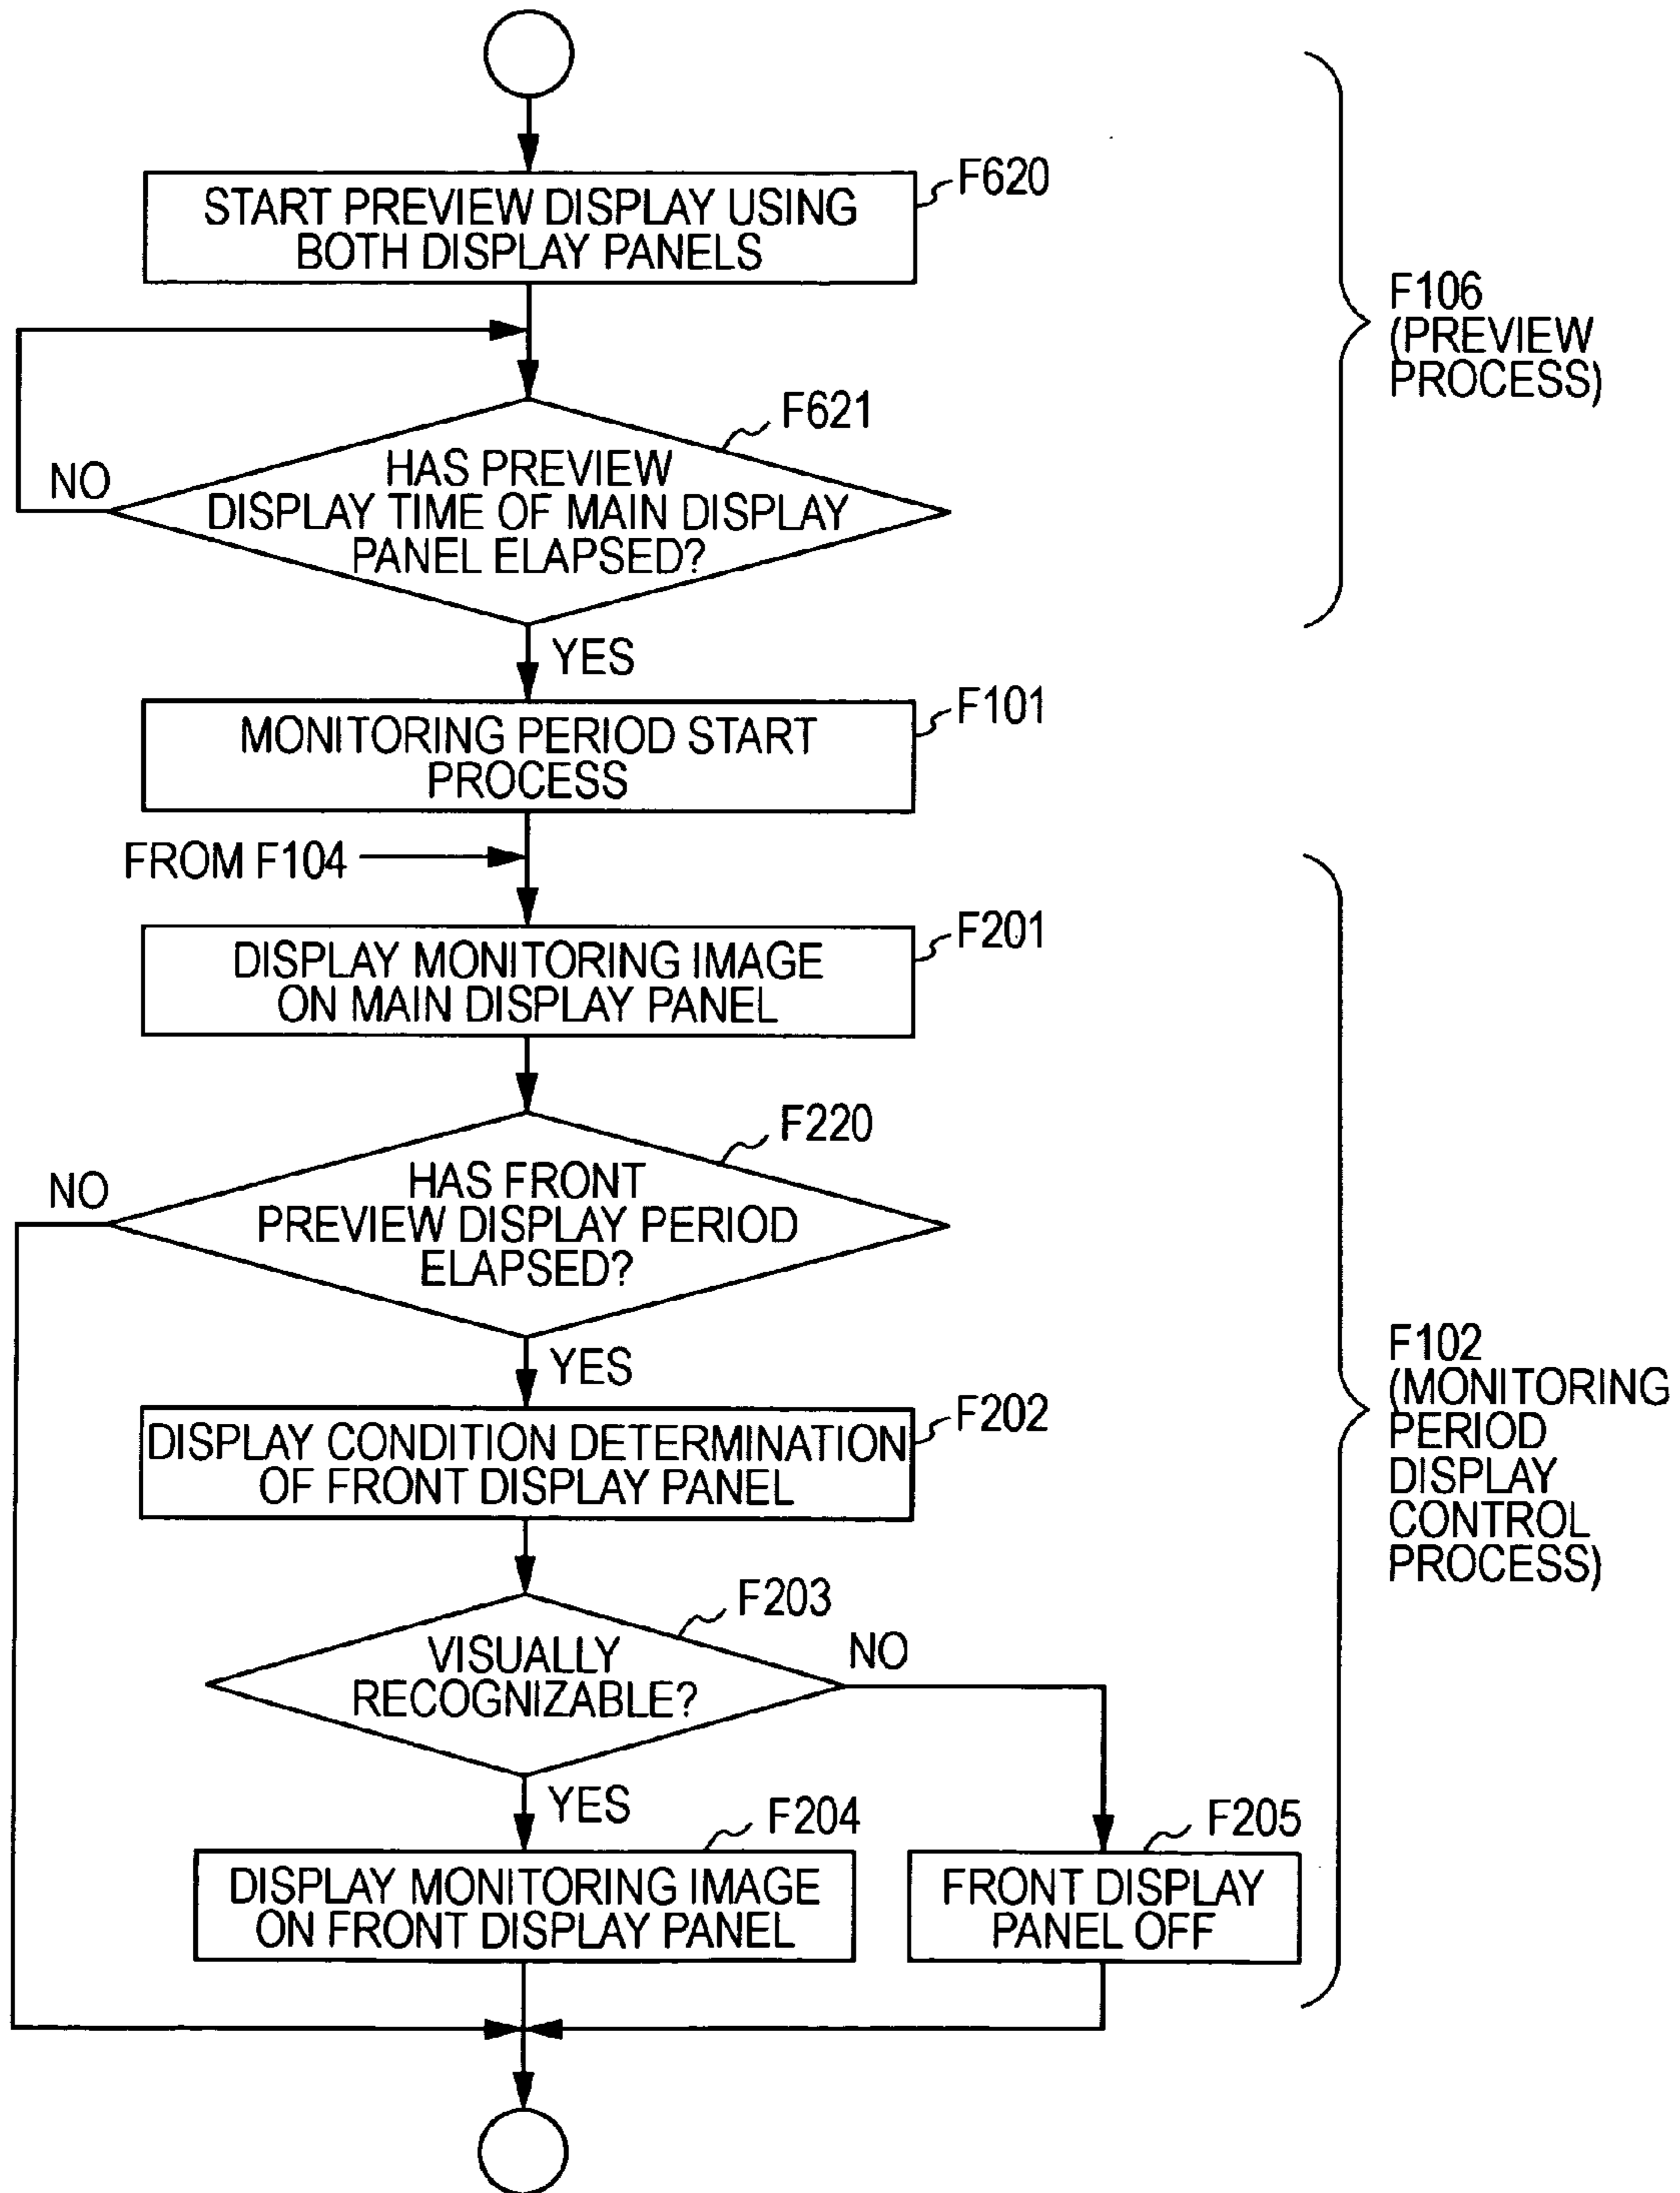 F620
START PREVIEW DISPLAY USING
BOTH DISPLAY PANELS
F106
(PREVIEW
PROCESS)
F621
HAS PREVIEW
DISPLAY TIME OF MAIN DISPLAY
PANEL ELAPSED?
NO
YES
F101
MONITORING PERIOD START
PROCESS
FROM F104
F201
DISPLAY MONITORING IMAGE
ON MAIN DISPLAY PANEL
F220
HAS FRONT
PREVIEW DISPLAY PERIOD
ELAPSED?
NO
YES
F102
(MONITORING
PERIOD
DISPLAY
CONTROL
PROCESS)
F202
DISPLAY CONDITION DETERMINATION
OF FRONT DISPLAY PANEL
F203
VISUALLY
RECOGNIZABLE?
NO
YES
F204
DISPLAY MONITORING IMAGE
ON FRONT DISPLAY PANEL
F205
FRONT DISPLAY
PANEL OFF